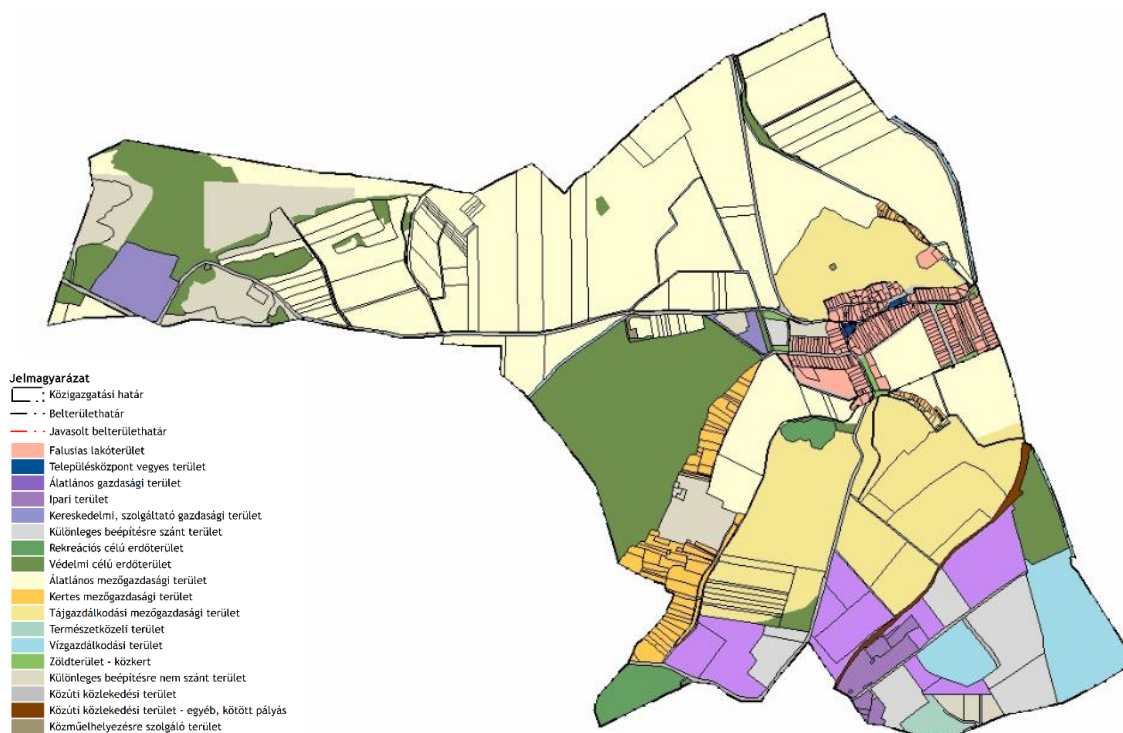 Jelmagyarázat
Közigazgatási határ
Belterülethatár
Javasolt belterülethatár
Falusias lakóterület
Településközpont vegyes terület
Álatlános gazdasági terület
Ipari terület
Kereskedelmi, szolgáltató gazdasági terület
Különleges beépítésre szánt terület
Rekreációs célú erdőterület
Védelmi célú erdőterület
Álatlános mezőgazdasági terület
Kertes mezőgazdasági terület
Tájgazdálkodási mezőgazdasági terület
Természetközeli terület
Vízgazdálkodási terület
Zöldterület - közkert
Különleges beépítésre nem szánt terület
Közúti közlekedési terület
Közúti közlekedési terület - egyéb, kötött pályás
Közműelhelyezésre szolgáló terület